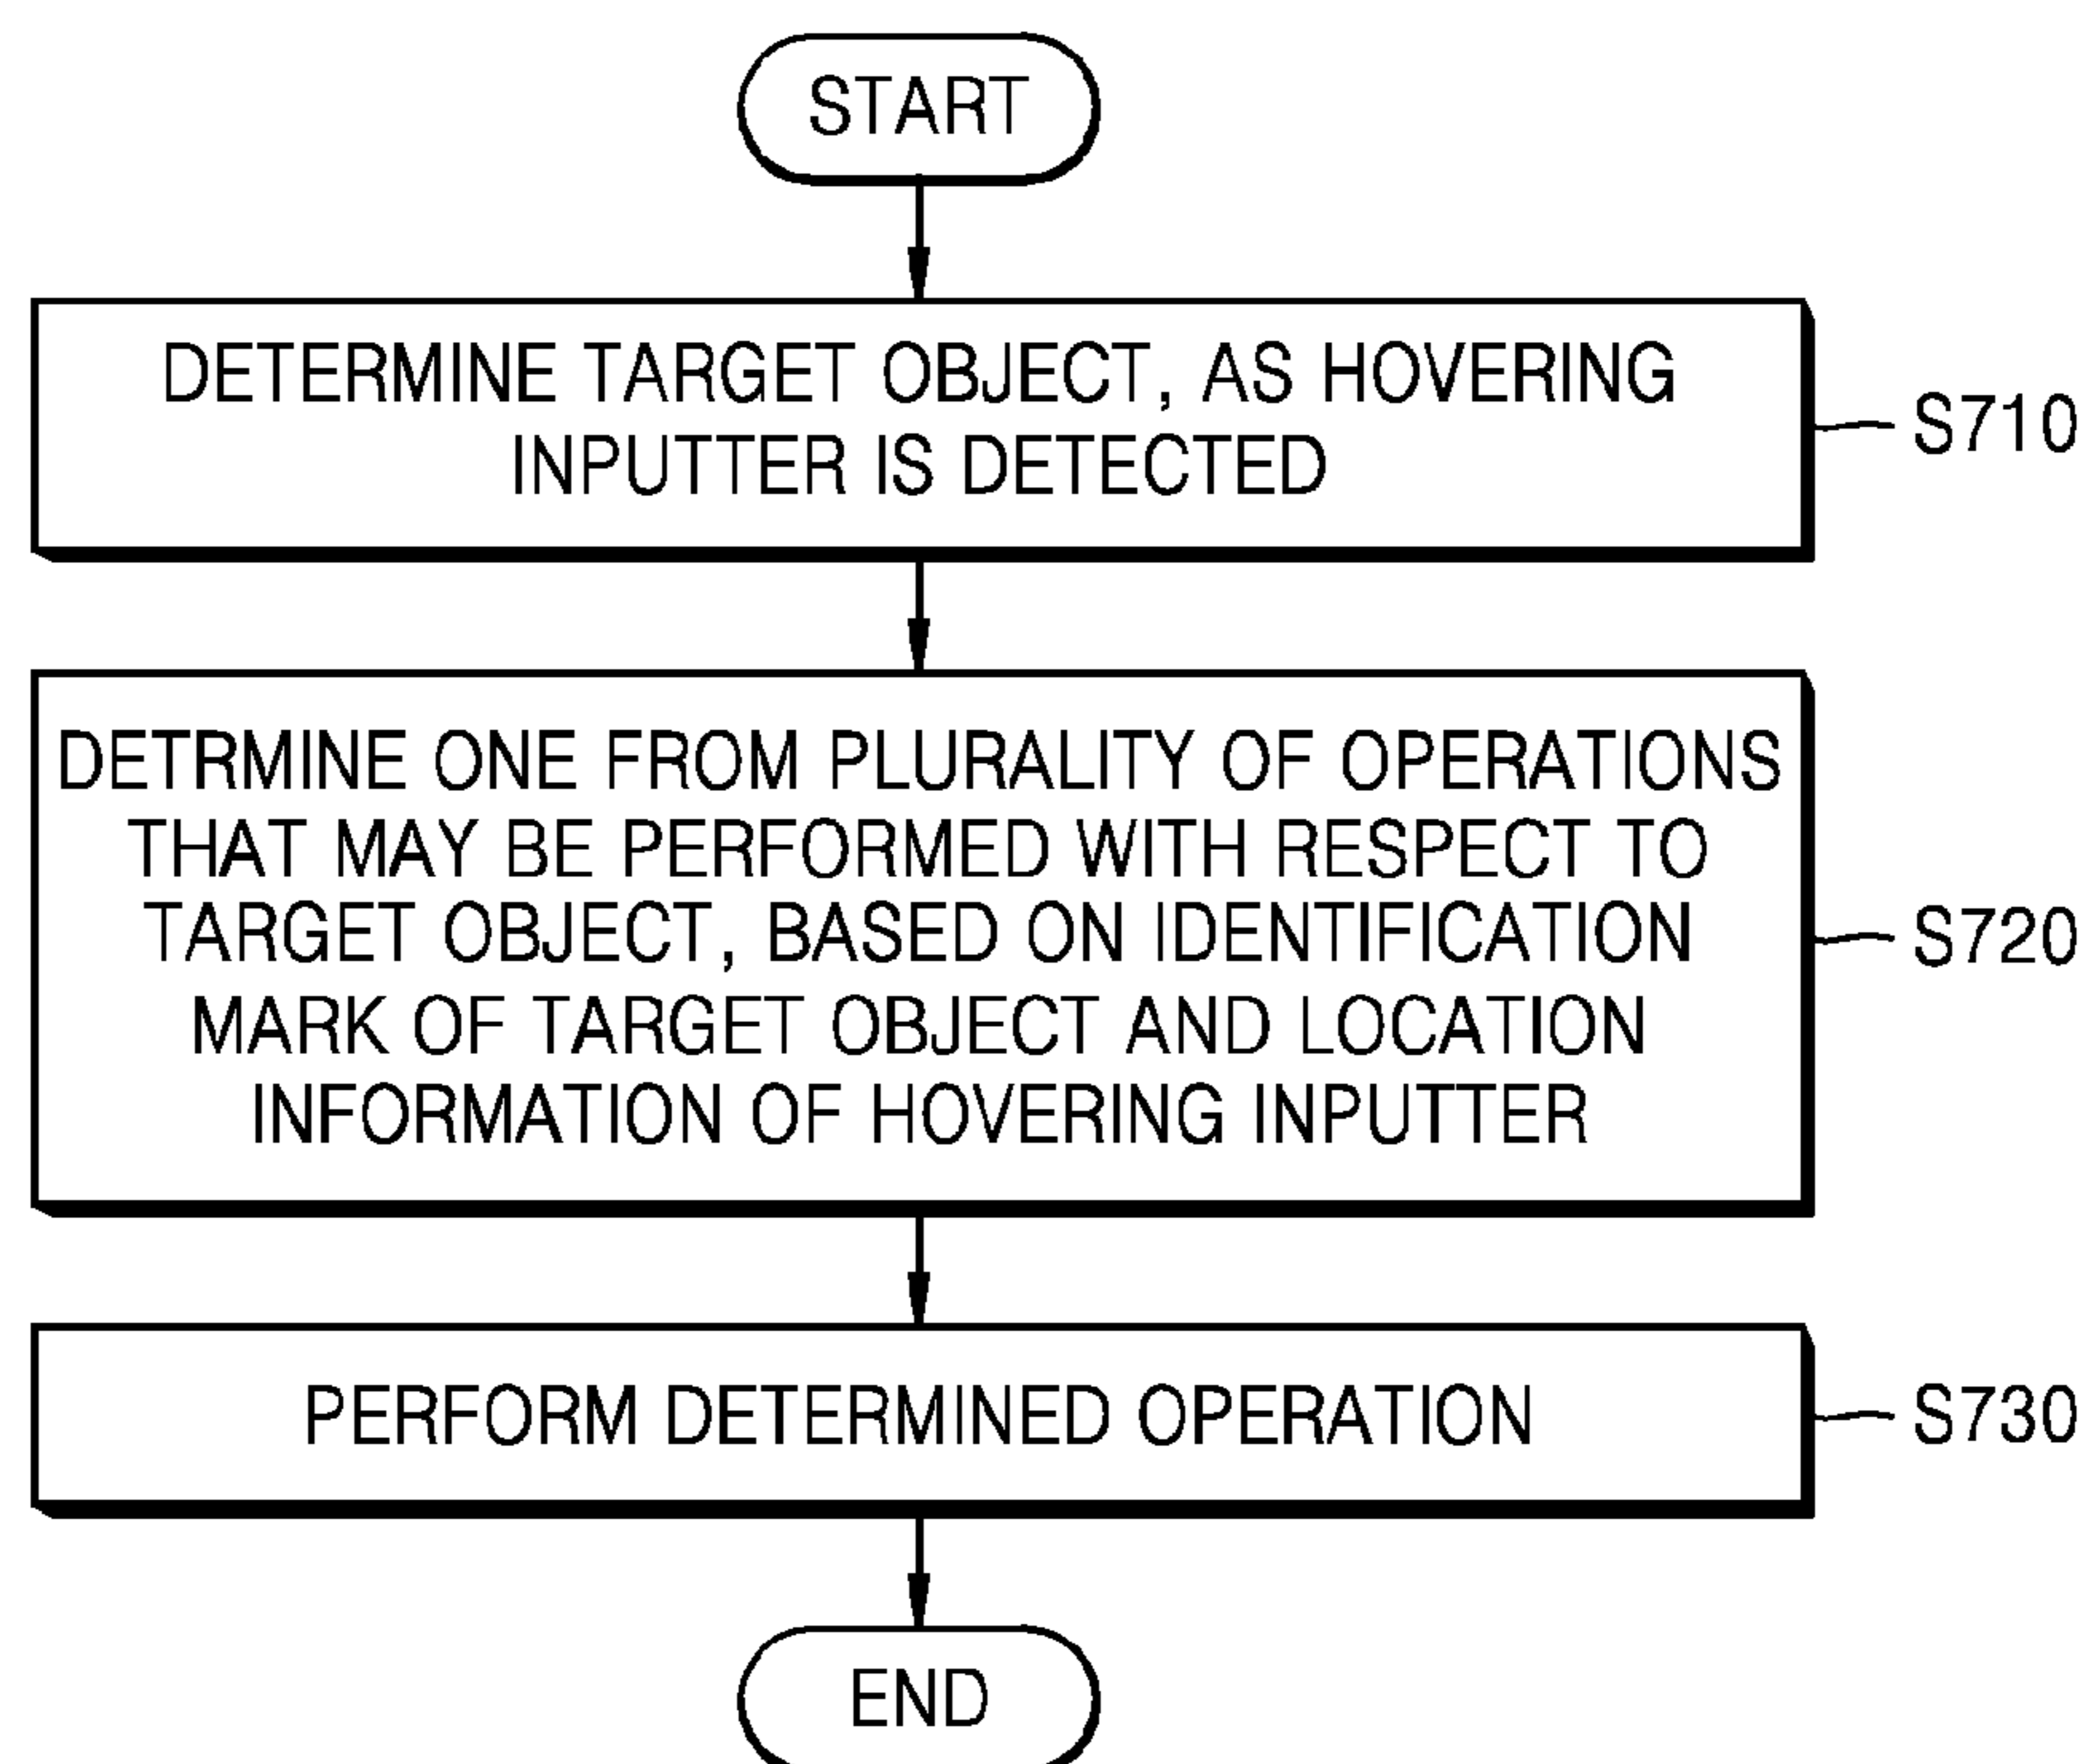 START
DETERMINE TARGET OBJECT, AS HOVERING
INPUTTER IS DETECTED
S710
DETRMINE ONE FROM PLURALITY OF OPERATIONS
THAT MAY BE PERFORMED WITH RESPECT TO
TARGET OBJECT, BASED ON IDENTIFICATION
MARK OF TARGET OBJECT AND LOCATION
INFORMATION OF HOVERING INPUTTER
S720
PERFORM DETERMINED OPERATION
S730
END